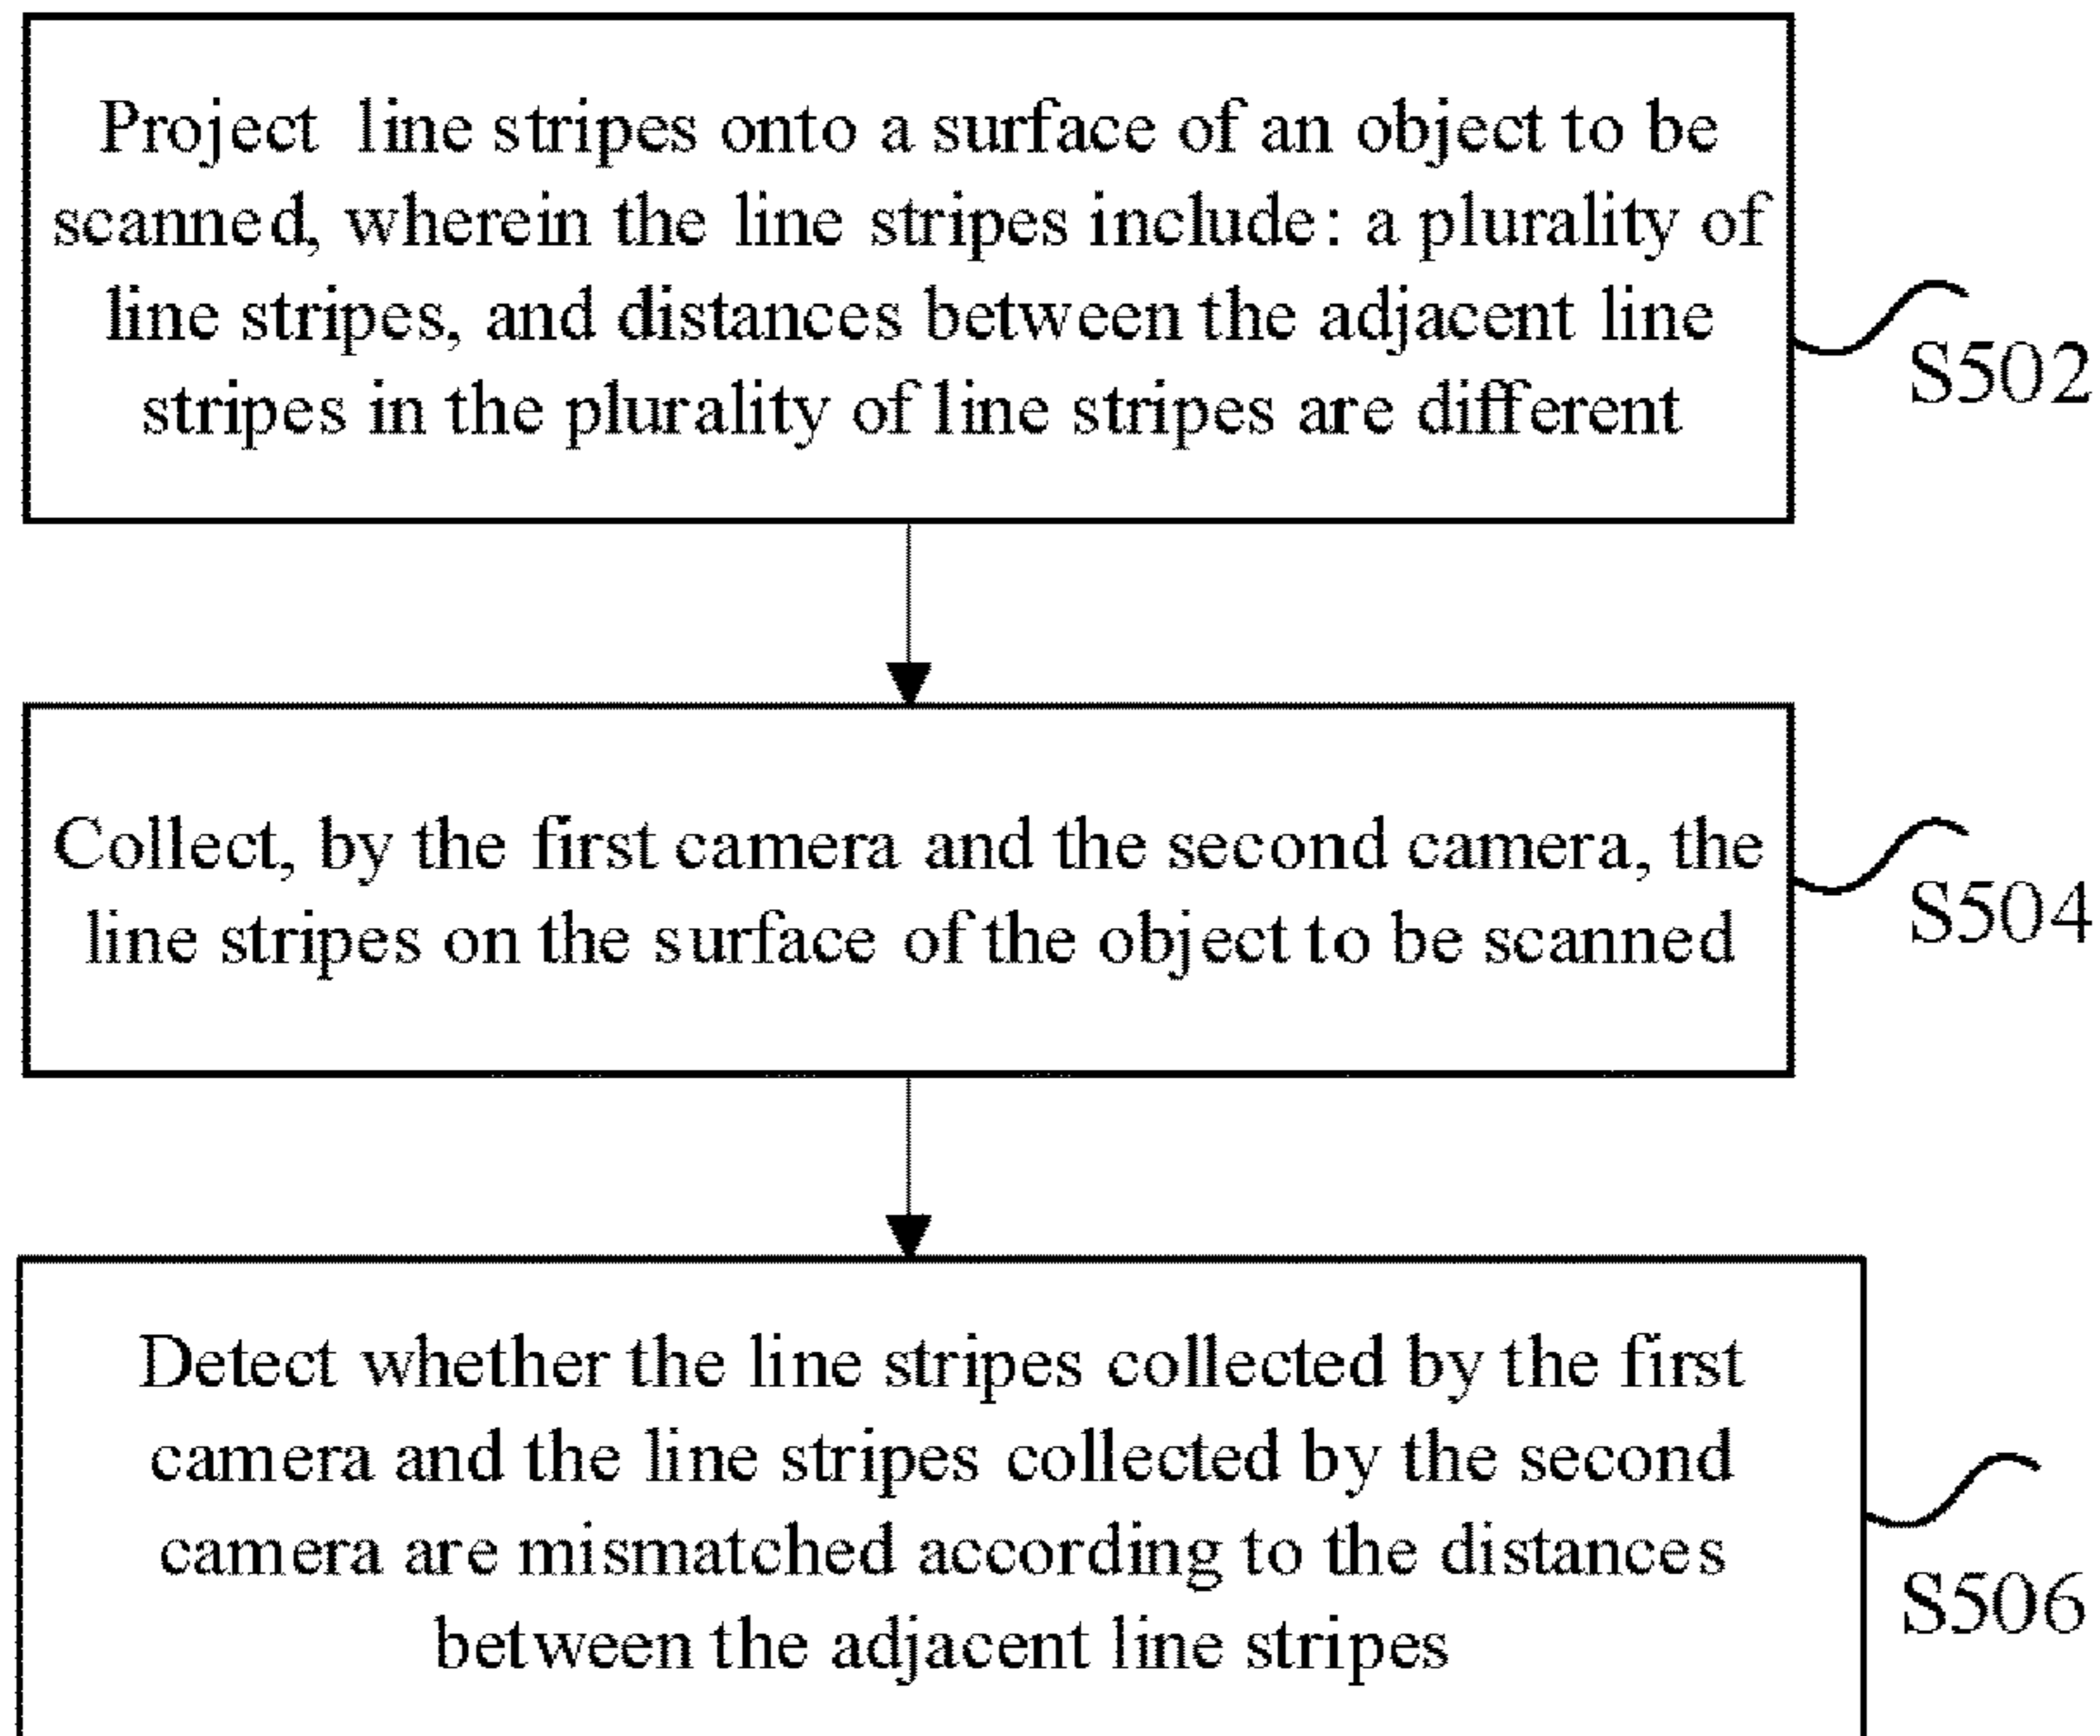 Project line stripes onto a surface of an object to be
scanned, wherein the line stripes include: a plurality of
line stripes, and distances between the adjacent line
stripes in the plurality of line stripes are different
S502
Collect, by the first camera and the second camera, the
line stripes on the surface of the object to be scanned
S504
Detect whether the line stripes collected by the first
camera and the line stripes collected by the second
camera are mismatched according to the distances
between the adjacent line stripes
S506